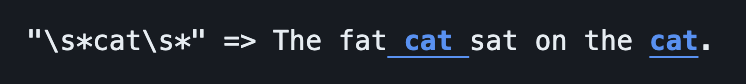 "\s*cat\s*" => The fat cat sat on the cat.